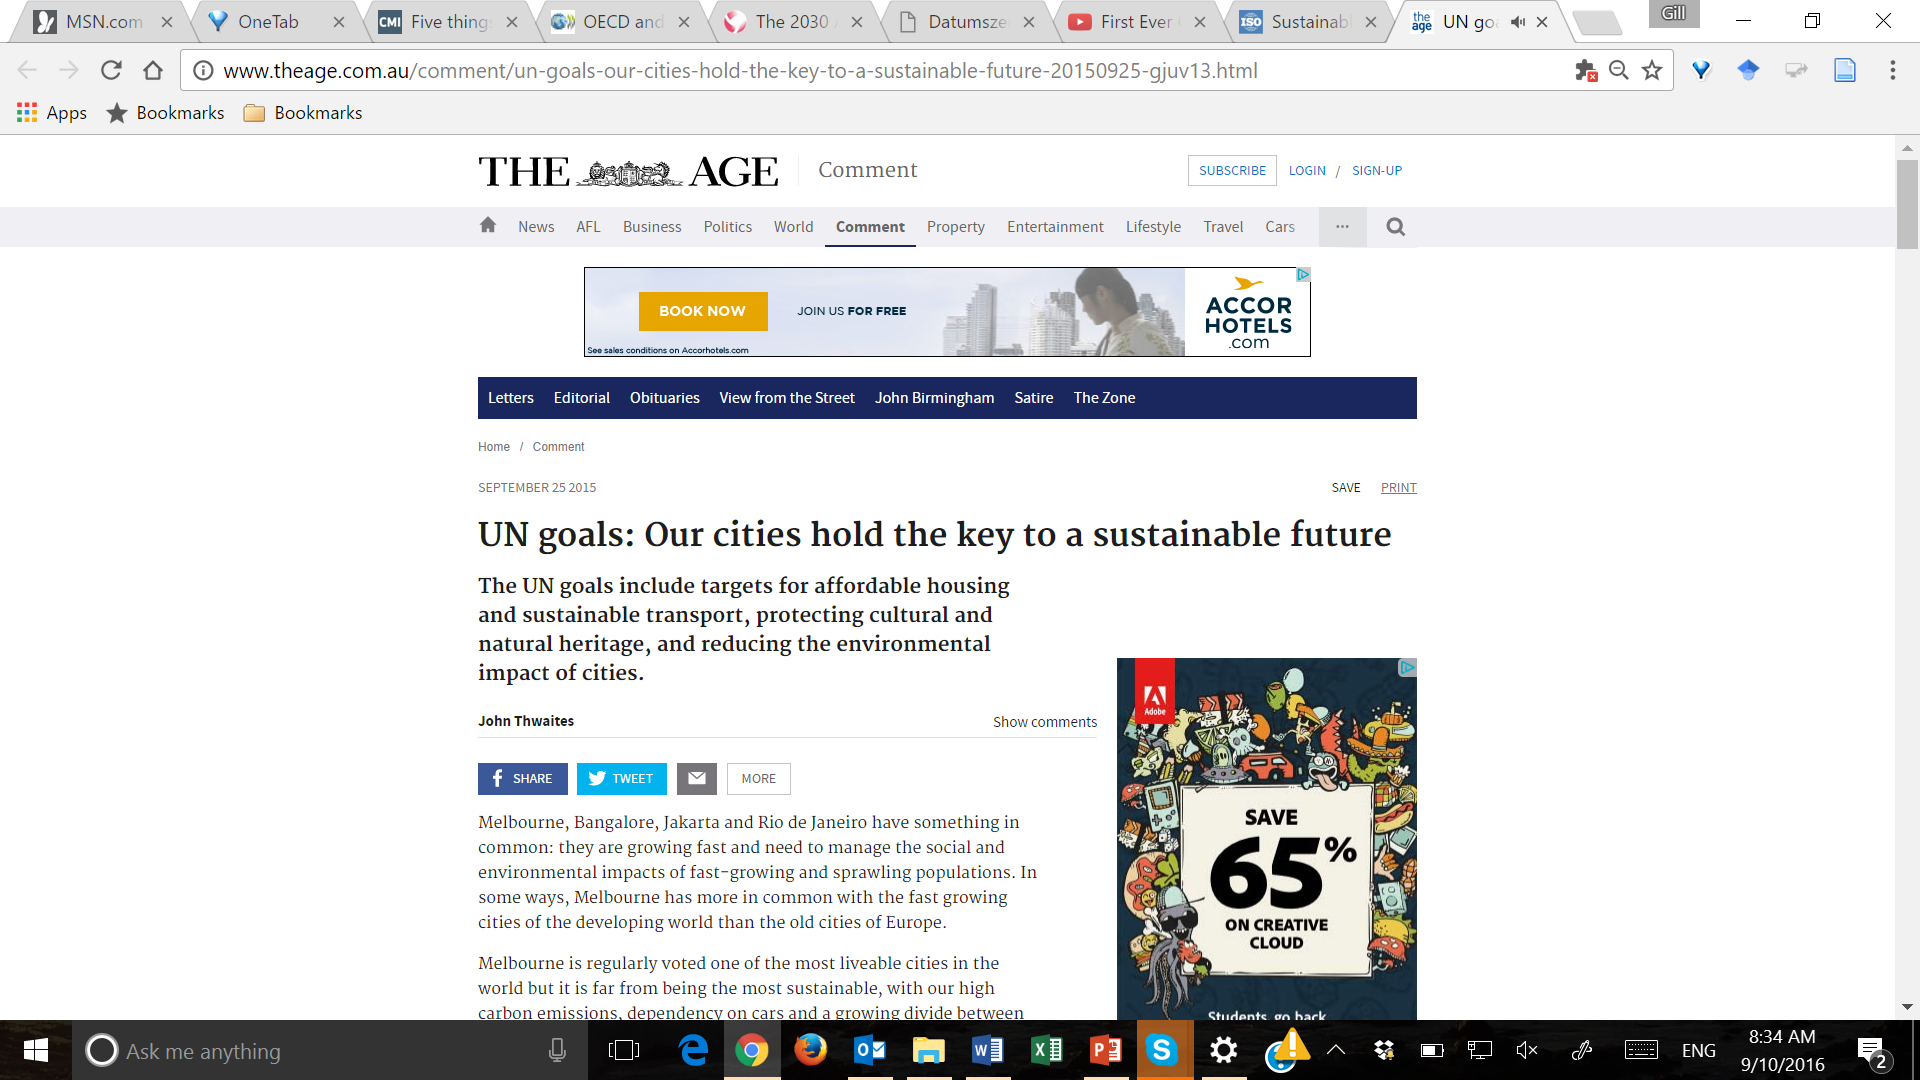 MSN.com
OneTab
CMI Five thing
OECD and
The 2030
Datumsze
First Ever
ISO Sustainab
the age UN go
Gill
www.theage.com.au/comment/un-goals-our-cities-hold-the-key-to-a-sustainable-future-20150925-gjuv13.html
Apps Bookmarks Bookmarks
THE AGE Comment
SUBSCRIBE LOGIN / SIGN-UP
News AFL Business Politics World Comment Property Entertainment Lifestyle Travel Cars ...
BOOK NOW
JOIN US FOR FREE
See sales conditions on Accorhotels.com
ACCOR
HOTELS
.com
Letters Editorial Obituaries View from the Street John Birmingham Satire The Zone
Home / Comment
SEPTEMBER 25 2015
SAVE PRINT
UN goals: Our cities hold the key to a sustainable future
The UN goals include targets for affordable housing
and sustainable transport, protecting cultural and
natural heritage, and reducing the environmental
impact of cities.
John Thwaites
Show comments
SHARE TWEET MORE
Melbourne, Bangalore, Jakarta and Rio de Janeiro have something in
common: they are growing fast and need to manage the social and
environmental impacts of fast-growing and sprawling populations. In
some ways, Melbourne has more in common with the fast growing
cities of the developing world than the old cities of Europe.
Melbourne is regularly voted one of the most liveable cities in the
world but it is far from being the most sustainable, with our high
carbon emissions, dependency on cars and a growing divide between
Adobe
SAVE
65%
ON CREATIVE
CLOUD
Students, go back
Ask me anything
ENG
8:34 AM
9/10/2016
2